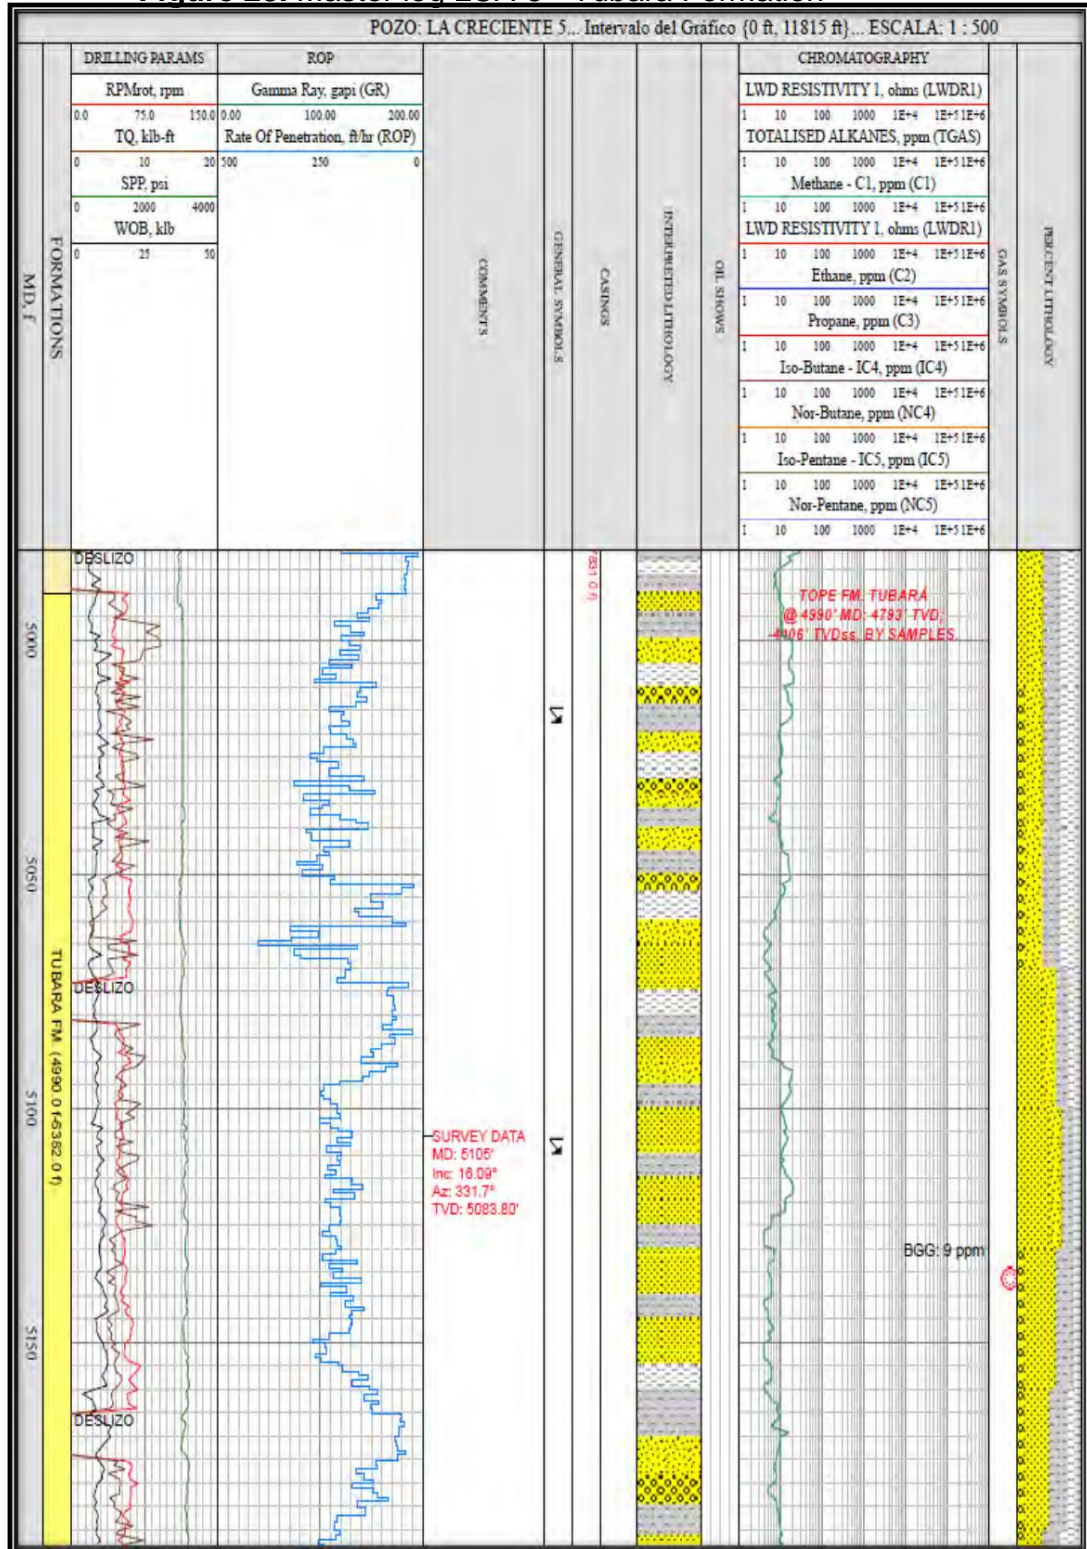 POZO: LA CRECIENTE 5... Intervalo del Gráfico {0 ft, 11815 ft}... ESCALA: 1 : 500
DRILLING PARAMS
ROP
CHROMATOGRAPHY
RPMrot, rpm
0.0 75.0 150.0
TQ, klb-ft
0 10 20
SPP, psi
0 2000 4000
WOB, klb
0 25 50
Gamma Ray, gapi (GR)
0.00 100.00 200.00
Rate Of Penetration, ft/hr (ROP)
500 250 0
LWD RESISTIVITY 1, ohms (LWDR1)
1 10 100 1000 1E+4 1E+5 1E+6
TOTALISED ALKANES, ppm (TGAS)
1 10 100 1000 1E+4 1E+5 1E+6
Methane - C1, ppm (C1)
1 10 100 1000 1E+4 1E+5 1E+6
LWD RESISTIVITY 1, ohms (LWDR1)
1 10 100 1000 1E+4 1E+5 1E+6
Ethane, ppm (C2)
1 10 100 1000 1E+4 1E+5 1E+6
Propane, ppm (C3)
1 10 100 1000 1E+4 1E+5 1E+6
Iso-Butane - IC4, ppm (IC4)
1 10 100 1000 1E+4 1E+5 1E+6
Nor-Butane, ppm (NC4)
1 10 100 1000 1E+4 1E+5 1E+6
Iso-Pentane - IC5, ppm (IC5)
1 10 100 1000 1E+4 1E+5 1E+6
Nor-Pentane, ppm (NC5)
1 10 100 1000 1E+4 1E+5 1E+6
MD, f
FORMATIONS
COMMENTS
GENERAL SYMBOLS
CASINGS
INTERPRETED LITHOLOGY
OIL SHOWS
GAS SYMBOLS
PERCENT LITHOLOGY
DESLIZO
TOPE FM. TUBARÁ
@ 4990' MD: 4793' TVD;
TVDss. BY SAMPLES.
5000
5050
TUBARA FM. (4990.0 f-6382.0 f)
DESLIZO
5100
SURVEY DATA
MD: 5105'
Inc: 16.09°
Az: 331.7°
TVD: 5083.80'
BGG: 9 ppm
5150
DESLIZO